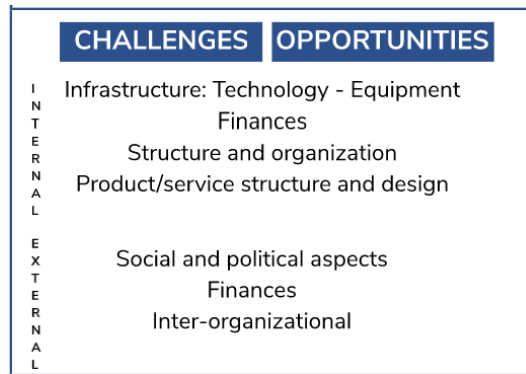 CHALLENGES OPPORTUNITIES
INTERNAL
Infrastructure: Technology - Equipment
Finances
Structure and organization
Product/service structure and design
EXTERNAL
Social and political aspects
Finances
Inter-organizational